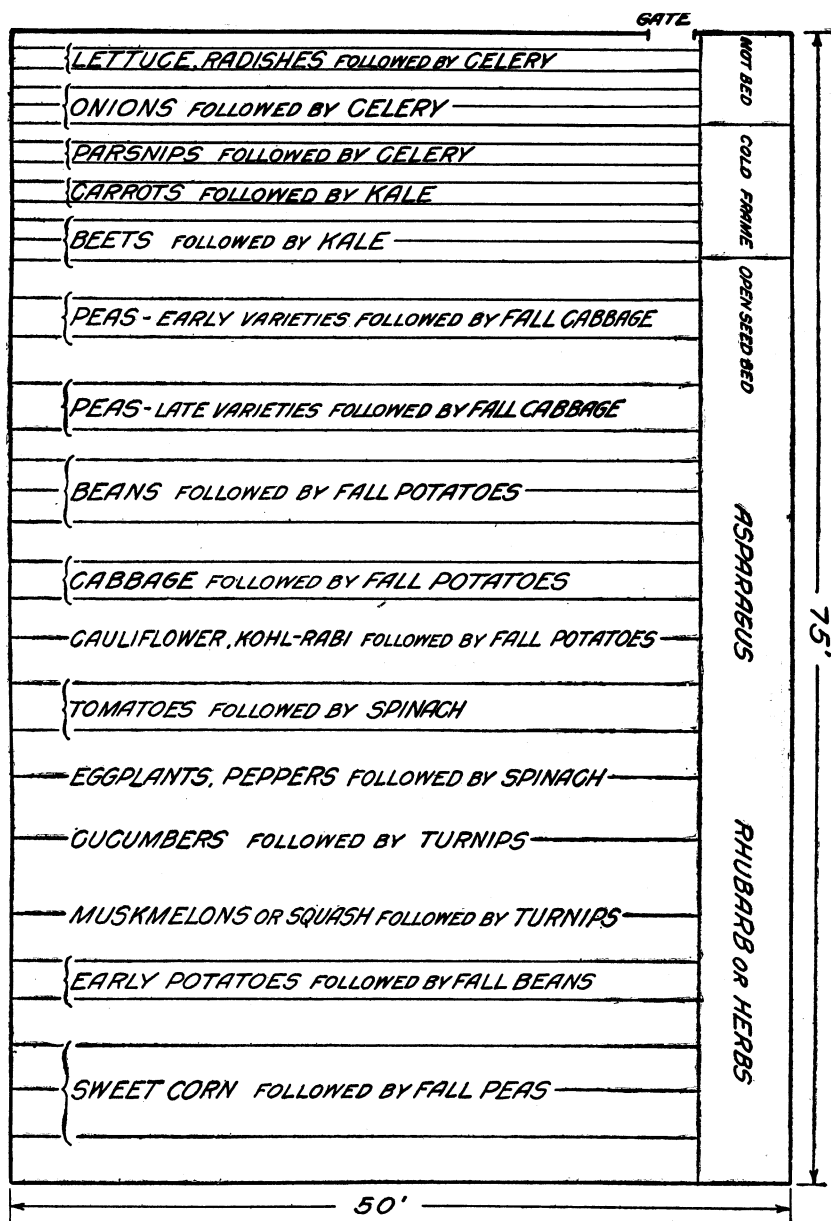 GATE
LETTUCE, RADISHES FOLLOWED BY CELERY
ONIONS FOLLOWED BY CELERY
PARSNIPS FOLLOWED BY CELERY
CARROTS FOLLOWED BY KALE
BEETS FOLLOWED BY KALE
PEAS - EARLY VARIETIES FOLLOWED BY FALL CABBAGE
PEAS - LATE VARIETIES FOLLOWED BY FALL CABBAGE
BEANS FOLLOWED BY FALL POTATOES
CABBAGE FOLLOWED BY FALL POTATOES
CAULIFLOWER, KOHL-RABI FOLLOWED BY FALL POTATOES
TOMATOES FOLLOWED BY SPINACH
EGGPLANTS, PEPPERS FOLLOWED BY SPINACH
CUCUMBERS FOLLOWED BY TURNIPS
MUSKMELONS OR SQUASH FOLLOWED BY TURNIPS
EARLY POTATOES FOLLOWED BY FALL BEANS
SWEET CORN FOLLOWED BY FALL PEAS
HOT BED
COLD FRAME
OPEN SEED BED
ASPARAGUS
RHUBARB OR HERBS
75'
50'